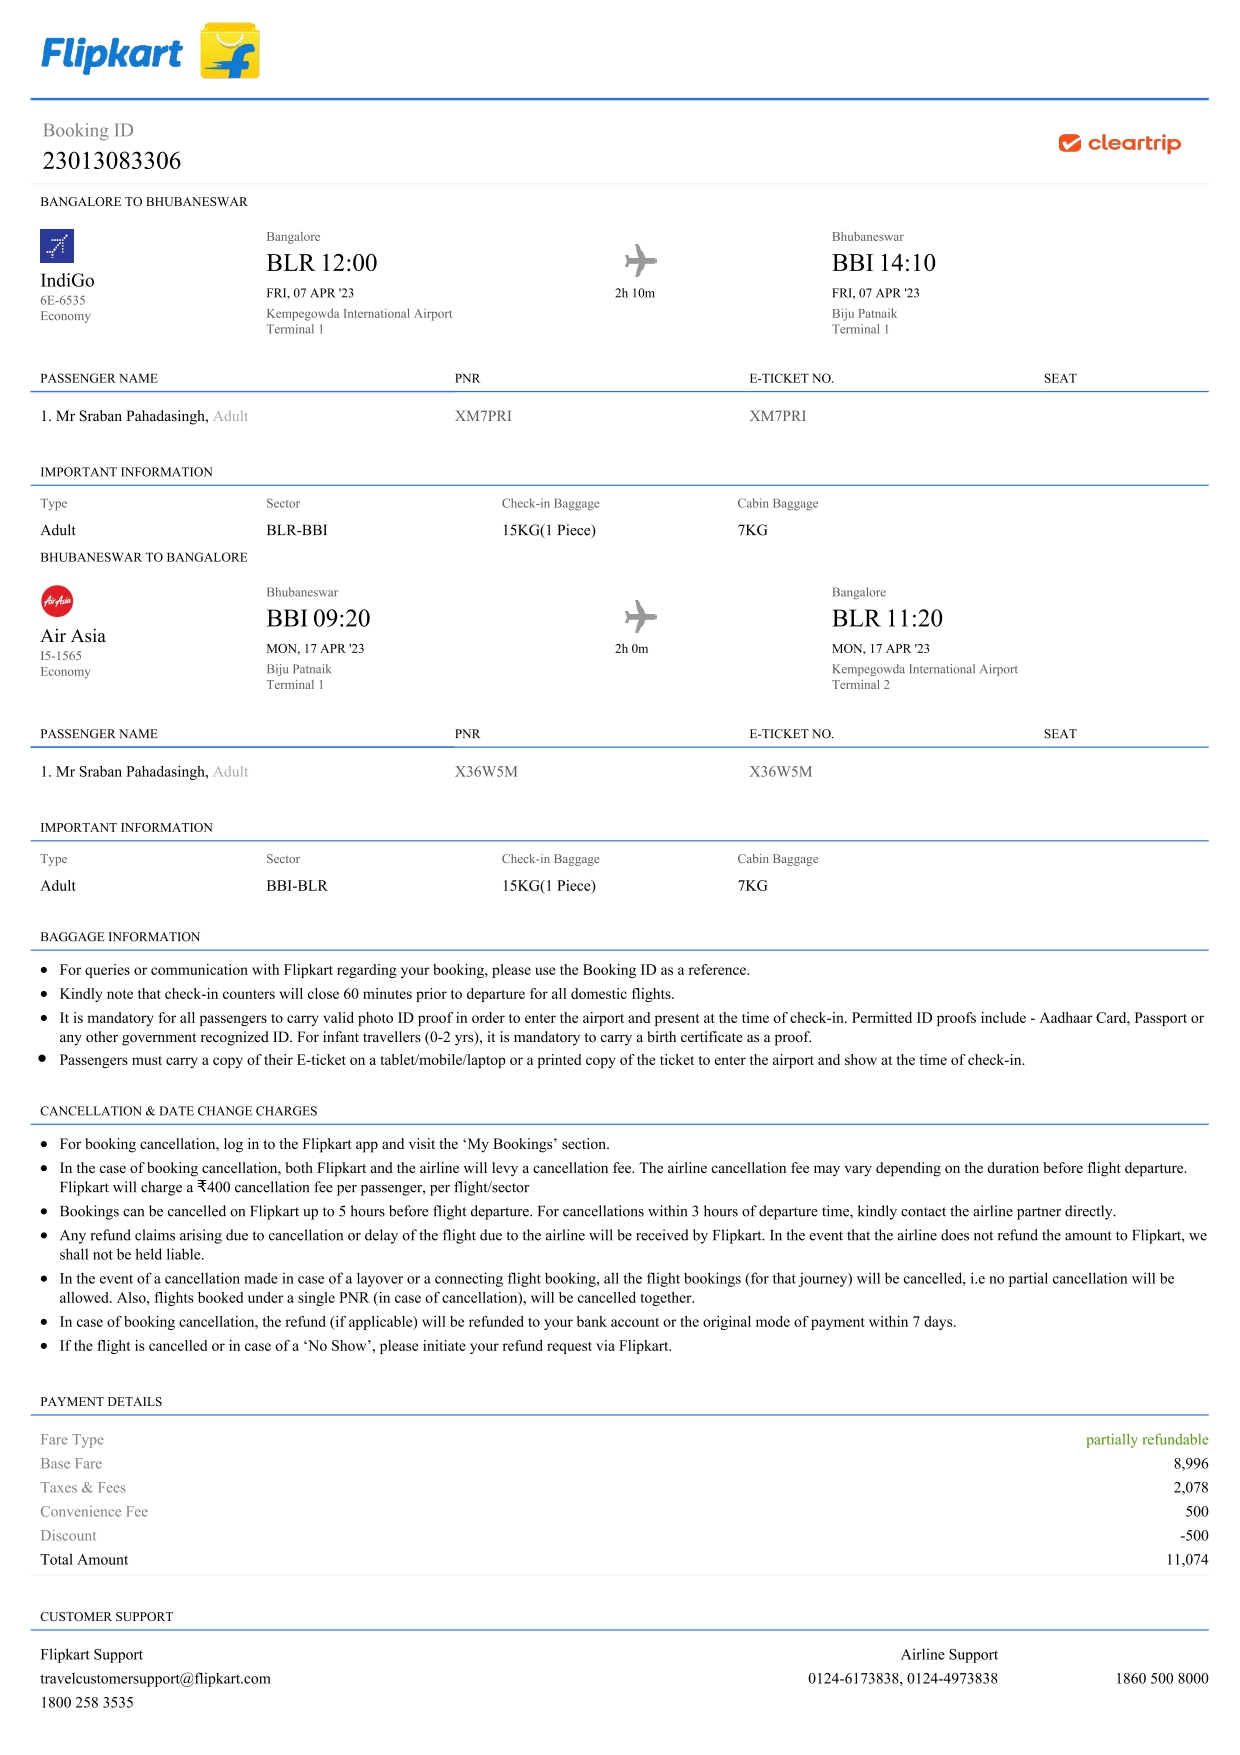 Flipkart
Booking ID
23013083306
cleartrip
BANGALORE TO BHUBANESWAR
Bangalore Bhubaneswar
BLR 12:00 BBI 14:10
IndiGo FRI, 07 APR '23 2h 10m FRI, 07 APR '23
6E-6535 Kempegowda International Airport Biju Patnaik
Economy Terminal 1 Terminal 1
PASSENGER NAME PNR E-TICKET NO. SEAT
1. Mr Sraban Pahadasingh, Adult XM7PRI XM7PRI
IMPORTANT INFORMATION
Type Sector Check-in Baggage Cabin Baggage
Adult BLR-BBI 15KG(1 Piece) 7KG
BHUBANESWAR TO BANGALORE
Bhubaneswar Bangalore
AirAsia BBI 09:20 BLR 11:20
Air Asia MON, 17 APR '23 2h 0m MON, 17 APR '23
I5-1565 Biju Patnaik Kempegowda International Airport
Economy Terminal 1 Terminal 2
PASSENGER NAME PNR E-TICKET NO. SEAT
1. Mr Sraban Pahadasingh, Adult X36W5M X36W5M
IMPORTANT INFORMATION
Type Sector Check-in Baggage Cabin Baggage
Adult BBI-BLR 15KG(1 Piece) 7KG
BAGGAGE INFORMATION
• For queries or communication with Flipkart regarding your booking, please use the Booking ID as a reference.
• Kindly note that check-in counters will close 60 minutes prior to departure for all domestic flights.
• It is mandatory for all passengers to carry valid photo ID proof in order to enter the airport and present at the time of check-in. Permitted ID proofs include - Aadhaar Card, Passport or
any other government recognized ID. For infant travellers (0-2 yrs), it is mandatory to carry a birth certificate as a proof.
• Passengers must carry a copy of their E-ticket on a tablet/mobile/laptop or a printed copy of the ticket to enter the airport and show at the time of check-in.
CANCELLATION & DATE CHANGE CHARGES
• For booking cancellation, log in to the Flipkart app and visit the ‘My Bookings’ section.
• In the case of booking cancellation, both Flipkart and the airline will levy a cancellation fee. The airline cancellation fee may vary depending on the duration before flight departure.
Flipkart will charge a ₹400 cancellation fee per passenger, per flight/sector
• Bookings can be cancelled on Flipkart up to 5 hours before flight departure. For cancellations within 3 hours of departure time, kindly contact the airline partner directly.
• Any refund claims arising due to cancellation or delay of the flight due to the airline will be received by Flipkart. In the event that the airline does not refund the amount to Flipkart, we
shall not be held liable.
• In the event of a cancellation made in case of a layover or a connecting flight booking, all the flight bookings (for that journey) will be cancelled, i.e no partial cancellation will be
allowed. Also, flights booked under a single PNR (in case of cancellation), will be cancelled together.
• In case of booking cancellation, the refund (if applicable) will be refunded to your bank account or the original mode of payment within 7 days.
• If the flight is cancelled or in case of a ‘No Show’, please initiate your refund request via Flipkart.
PAYMENT DETAILS
Fare Type partially refundable
Base Fare 8,996
Taxes & Fees 2,078
Convenience Fee 500
Discount -500
Total Amount 11,074
CUSTOMER SUPPORT
Flipkart Support Airline Support
travelcustomersupport@flipkart.com 0124-6173838, 0124-4973838 1860 500 8000
1800 258 3535